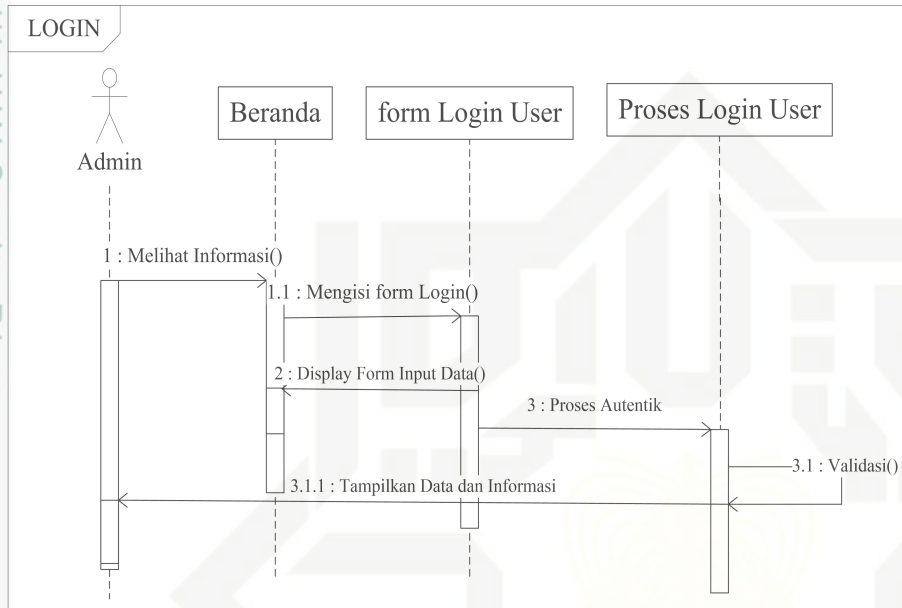 LOGIN
Admin
Beranda
form Login User
Proses Login User
1 : Melihat Informasi()
1.1 : Mengisi form Login()
2 : Display Form Input Data()
3 : Proses Autentik
3.1 : Validasi()
3.1.1 : Tampilkan Data dan Informasi